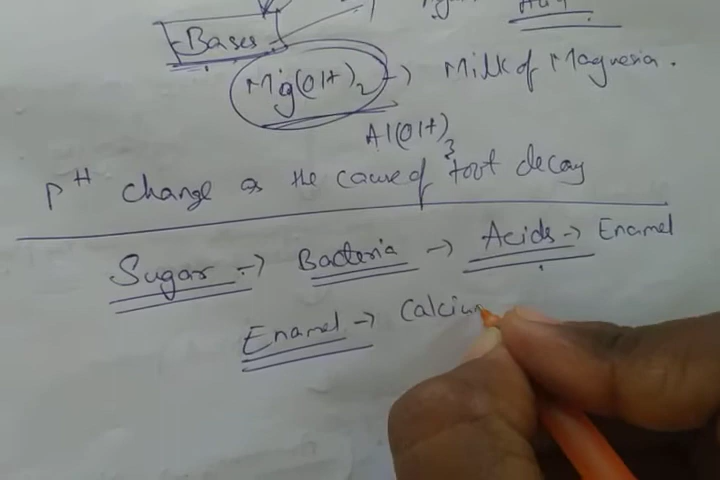 Bases
Mg(OH)2 → Milk of Magnesia.
Al(OH)3
pH change as the cause of toot decay
Sugar → Bacteria → Acids → Enamel
Enamel → Calcium